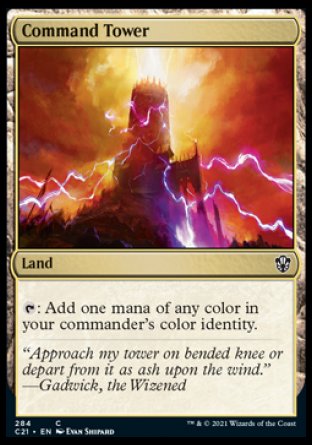 Command Tower
Land
: Add one mana of any color in
your commander's color identity.
“Approach my tower on bended knee or
depart from it as ash upon the wind.”
—Gadwick, the Wizened
284 C
C21 • EN Evan Shipard
™ & © 2021 Wizards of the Coast